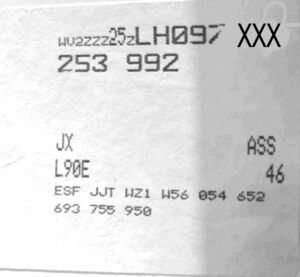 WV2ZZZ25ZLH097 XXX
253 992
JX ASS
L90E 46
ESF JJT WZ1 W56 054 652
693 755 950